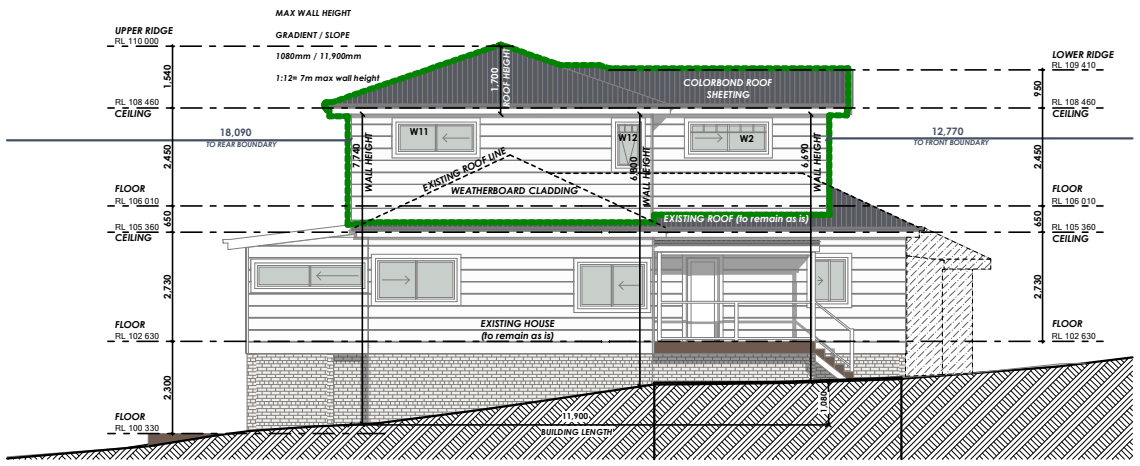 MAX WALL HEIGHT
GRADIENT / SLOPE
1080mm / 11,900mm
1:12= 7m max wall height
UPPER RIDGE
RL 110 000
1,540
RL 108 460
CEILING
18,090
TO REAR BOUNDARY
2,450
FLOOR
RL 106 010
650
RL 105 360
CEILING
2,730
FLOOR
RL 102 630
2,300
FLOOR
RL 100 330
1,700
ROOF HEIGHT
COLORBOND ROOF
SHEETING
W11
W12
W2
7,740
WALL HEIGHT
6,800
WALL HEIGHT
6,690
WALL HEIGHT
EXISTING ROOF LINE
WEATHERBOARD CLADDING
EXISTING ROOF (to remain as is)
EXISTING HOUSE
(to remain as is)
11,900
BUILDING LENGTH
1,080
LOWER RIDGE
RL 109 410
950
RL 108 460
CEILING
12,770
TO FRONT BOUNDARY
2,450
FLOOR
RL 106 010
650
RL 105 360
CEILING
2,730
FLOOR
RL 102 630